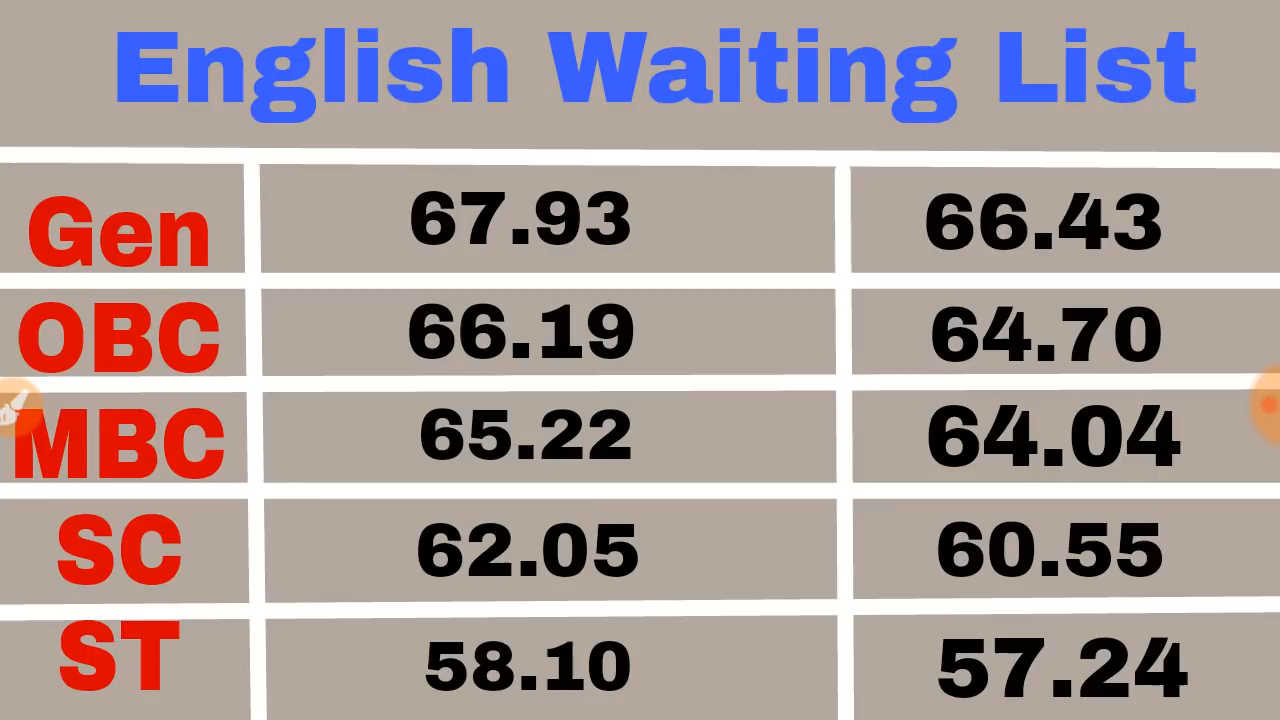 English Waiting List
Gen 67.93 66.43
OBC 66.19 64.70
MBC 65.22 64.04
SC 62.05 60.55
ST 58.10 57.24